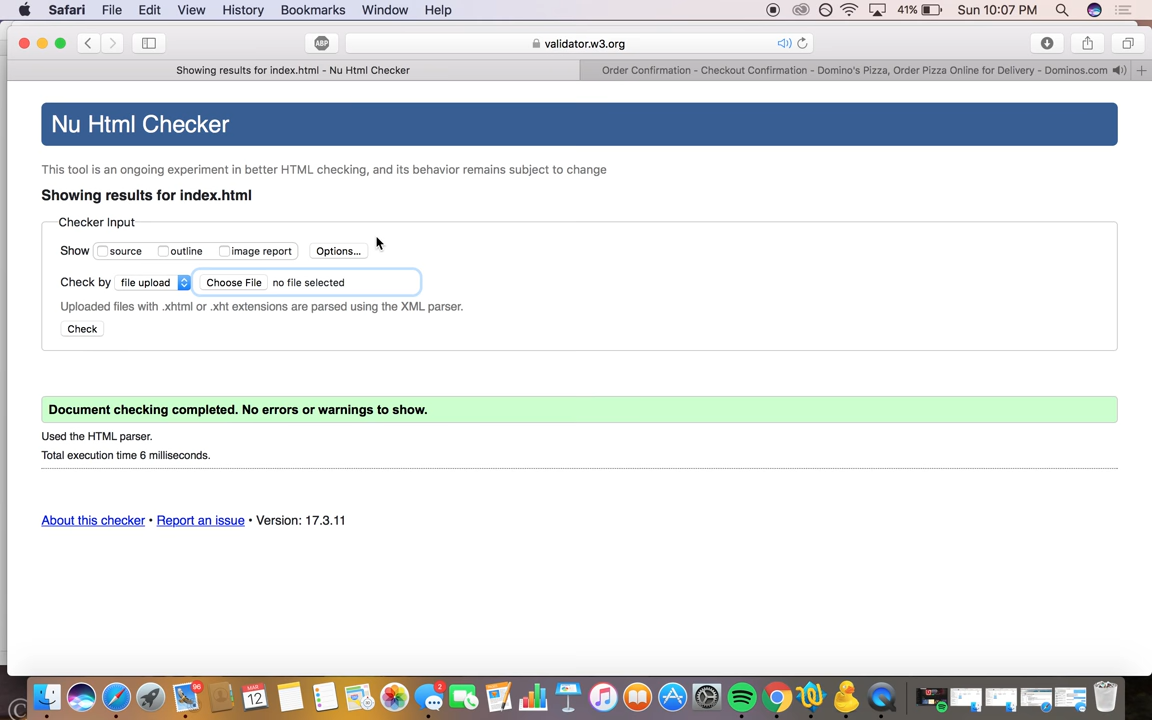 Safari File Edit View History Bookmarks Window Help 41% Sun 10:07 PM
ABP validator.w3.org
Showing results for index.html - Nu Html Checker Order Confirmation - Checkout Confirmation - Domino's Pizza, Order Pizza Online for Delivery - Dominos.com
Nu Html Checker
This tool is an ongoing experiment in better HTML checking, and its behavior remains subject to change
Showing results for index.html
Checker Input
Show source outline image report Options...
Check by file upload Choose File no file selected
Uploaded files with .xhtml or .xht extensions are parsed using the XML parser.
Check
Document checking completed. No errors or warnings to show.
Used the HTML parser.
Total execution time 6 milliseconds.
About this checker • Report an issue • Version: 17.3.11
96 MAR 12 2